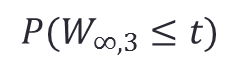 P(W∞,3 ≤ t)